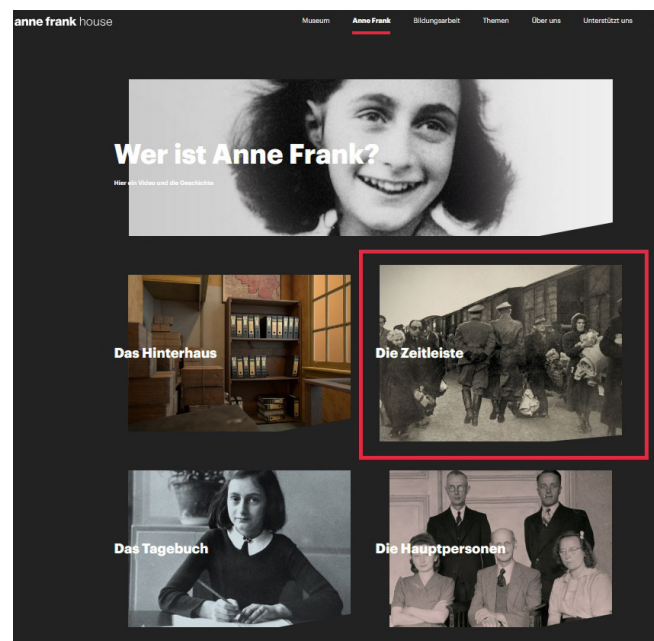 anne frank house
Museum Anne Frank Bildungsarbeit Themen Über uns Unterstützt uns
Wer ist Anne Frank?
Hier ein Video und die Geschichte
Das Hinterhaus
Die Zeitleiste
Das Tagebuch
Die Hauptpersonen